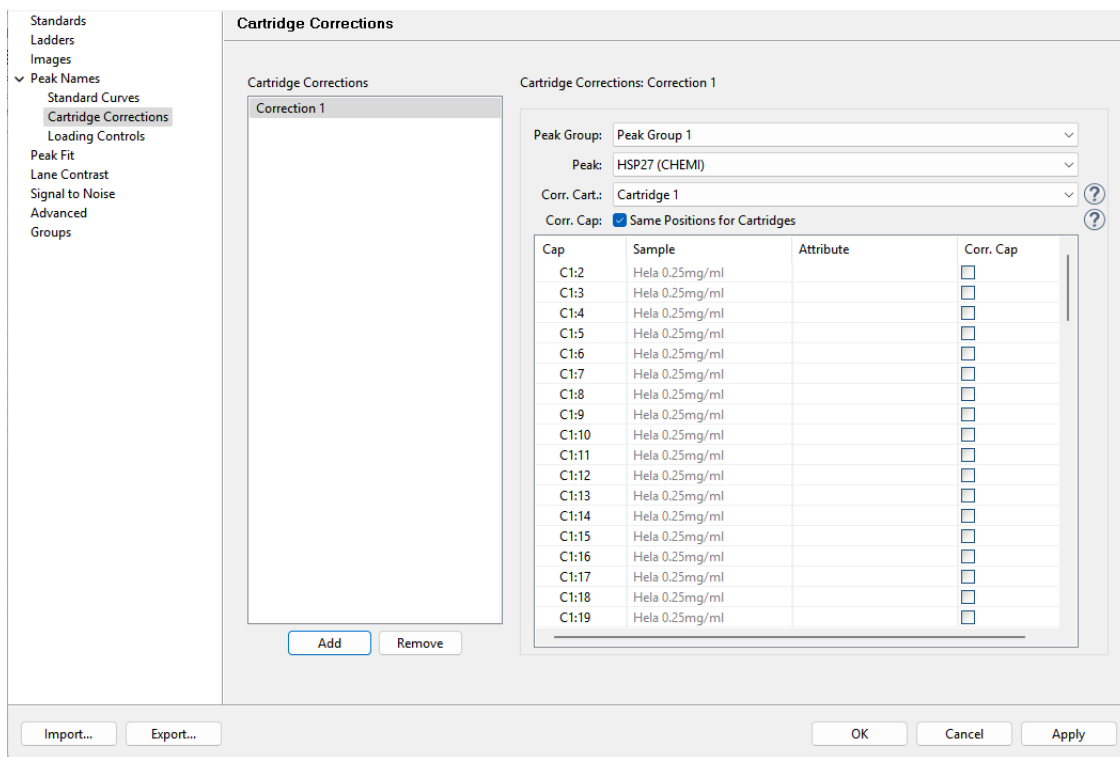 Standards
Ladders
Images
Peak Names
Standard Curves
Cartridge Corrections
Loading Controls
Peak Fit
Lane Contrast
Signal to Noise
Advanced
Groups
Cartridge Corrections
Cartridge Corrections
Correction 1
Add Remove
Cartridge Corrections: Correction 1
Peak Group: Peak Group 1
Peak: HSP27 (CHEMI)
Corr. Cart.: Cartridge 1 ?
Corr. Cap: Same Positions for Cartridges ?
Cap Sample Attribute Corr. Cap
C1:2 Hela 0.25mg/ml
C1:3 Hela 0.25mg/ml
C1:4 Hela 0.25mg/ml
C1:5 Hela 0.25mg/ml
C1:6 Hela 0.25mg/ml
C1:7 Hela 0.25mg/ml
C1:8 Hela 0.25mg/ml
C1:9 Hela 0.25mg/ml
C1:10 Hela 0.25mg/ml
C1:11 Hela 0.25mg/ml
C1:12 Hela 0.25mg/ml
C1:13 Hela 0.25mg/ml
C1:14 Hela 0.25mg/ml
C1:15 Hela 0.25mg/ml
C1:16 Hela 0.25mg/ml
C1:17 Hela 0.25mg/ml
C1:18 Hela 0.25mg/ml
C1:19 Hela 0.25mg/ml
Import... Export... OK Cancel Apply